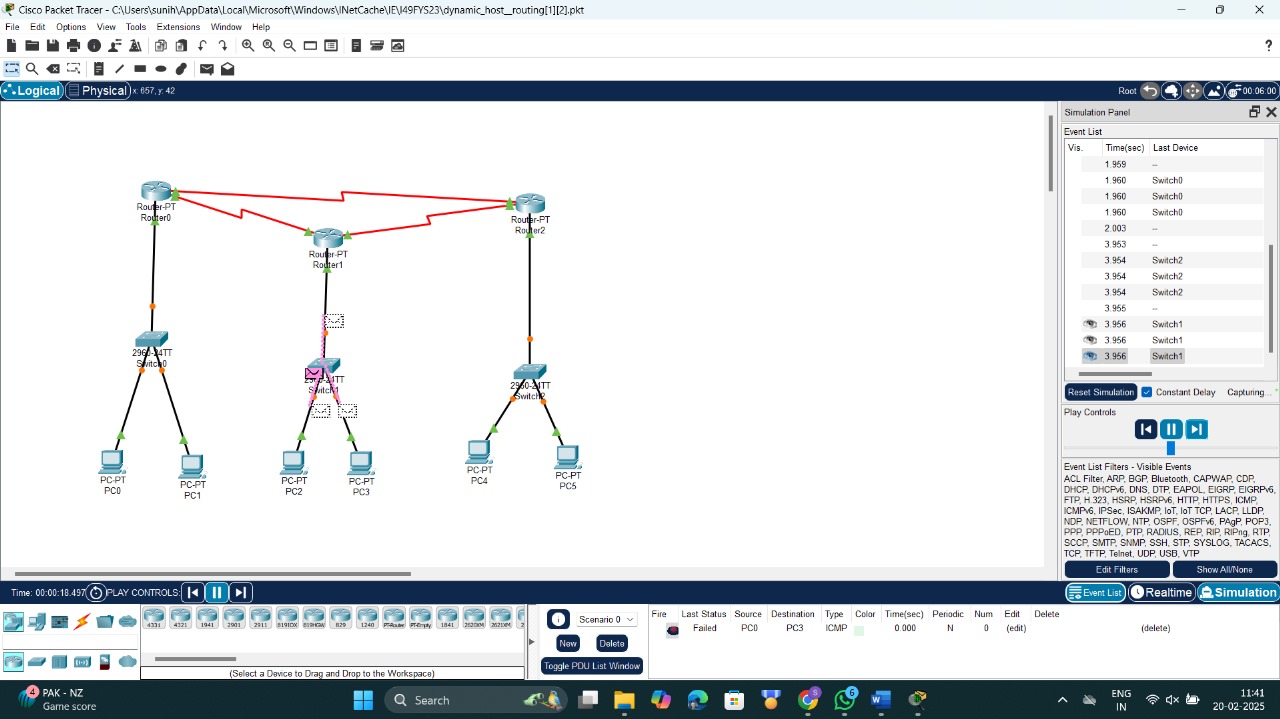 Cisco Packet Tracer - C:\Users\sunih\AppData\Local\Microsoft\Windows\INetCache\IE\I49FYS23\dynamic_host__routing[1][2].pkt
File Edit Options View Tools Extensions Window Help
?
Logical Physical x: 657, y: 42
Root 00:06:00
Router-PT
Router0
Router-PT
Router2
Router-PT
Router1
2960-24TT
Switch0
2960-24TT
Switch1
2960-24TT
Switch2
PC-PT
PC0
PC-PT
PC1
PC-PT
PC2
PC-PT
PC3
PC-PT
PC4
PC-PT
PC5
Simulation Panel
Event List
Vis. Time(sec) Last Device
1.959 --
1.960 Switch0
1.960 Switch0
1.960 Switch0
2.003 --
3.953 --
3.954 Switch2
3.954 Switch2
3.954 Switch2
3.955 --
3.956 Switch1
3.956 Switch1
3.956 Switch1
Reset Simulation Constant Delay Capturing...
Play Controls
Event List Filters - Visible Events
ACL Filter, ARP, BGP, Bluetooth, CAPWAP, CDP,
DHCP, DHCPv6, DNS, DTP, EAPOL, EIGRP, EIGRPv6,
FTP, H.323, HSRP, HSRPv6, HTTP, HTTPS, ICMP,
ICMPv6, IPSec, ISAKMP, IoT, IoT TCP, LACP, LLDP,
NDP, NETFLOW, NTP, OSPF, OSPFv6, PAgP, POP3,
PPP, PPPoED, PTP, RADIUS, REP, RIP, RIPng, RTP,
SCCP, SMTP, SNMP, SSH, STP, SYSLOG, TACACS,
TCP, TFTP, Telnet, UDP, USB, VTP
Edit Filters Show All/None
Time: 00:00:18.497 PLAY CONTROLS:
Event List Realtime Simulation
4331 4321 1941 2901 2911 819IOX 819HGW 829 1240 PT-Router PT-Empty 1841 2620XM 2621XM
(Select a Device to Drag and Drop to the Workspace)
Scenario 0
New Delete
Toggle PDU List Window
Fire Last Status Source Destination Type Color Time(sec) Periodic Num Edit Delete
Failed PC0 PC3 ICMP 0.000 N 0 (edit) (delete)
4
PAK - NZ
Game score
Search
S
6
W
ENG
IN
11:41
20-02-2025